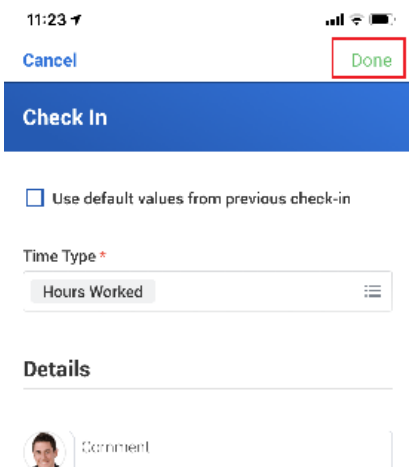 11:23
Cancel Done
Check In
Use default values from previous check-in
Time Type *
Hours Worked
Details
Comment